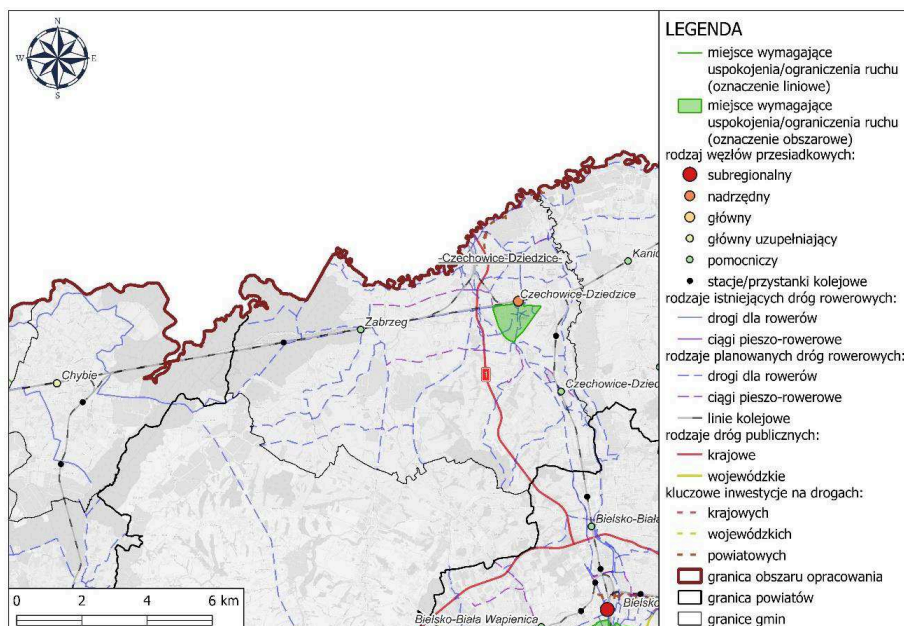 N
W E
S
-Czechowice-Dziedzice-
Czechowice-Dziedzice
Zabrzeg
Chybie
1
Czechowice-Dzied
Bielsko-Biała
Bielsko-Biała Wapienica
Bielsko
0 2 4 6 km
LEGENDA
miejsce wymagające
uspokojenia/ograniczenia ruchu
(oznaczenie liniowe)
miejsce wymagające
uspokojenia/ograniczenia ruchu
(oznaczenie obszarowe)
rodzaj węzłów przesiadkowych:
subregionalny
nadrzędny
główny
główny uzupełniający
pomocniczy
stacje/przystanki kolejowe
rodzaje istniejących dróg rowerowych:
drogi dla rowerów
ciągi pieszo-rowerowe
rodzaje planowanych dróg rowerowych:
drogi dla rowerów
ciągi pieszo-rowerowe
linie kolejowe
rodzaje dróg publicznych:
krajowe
wojewódzkie
kluczowe inwestycje na drogach:
krajowych
wojewódzkich
powiatowych
granica obszaru opracowania
granica powiatów
granice gmin